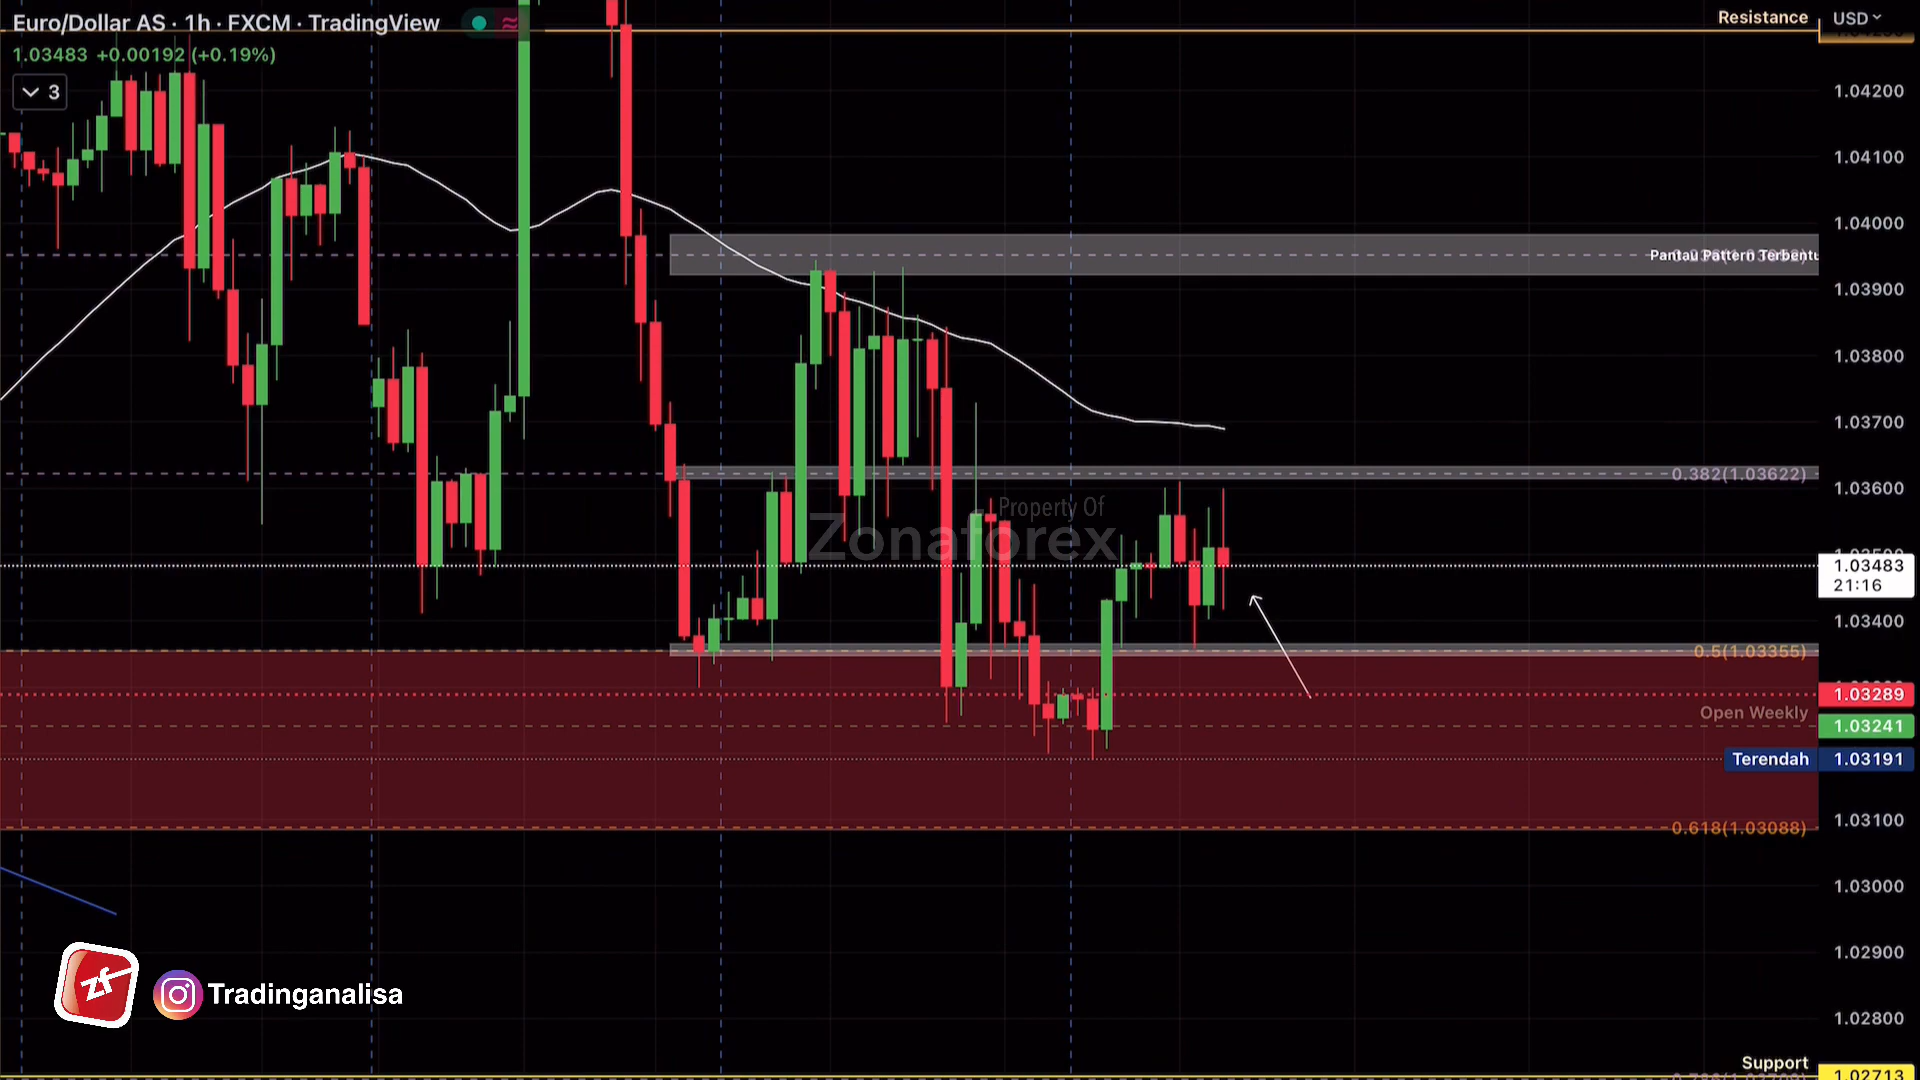 Euro/Dollar AS · 1h · FXCM · TradingView
1.03483 +0.00192 (+0.19%)
3
Resistance
USD
1.04200
1.04100
1.04000
Pantau Pattern Terbentu
1.03900
1.03800
1.03700
0.382(1.03622)
1.03600
Property Of
Zonaforex
1.03483
21:16
1.03400
0.5(1.03355)
1.03289
Open Weekly
1.03241
Terendah
1.03191
1.03100
0.618(1.03088)
1.03000
1.02900
zf
Tradinganalisa
1.02800
Support
1.02713